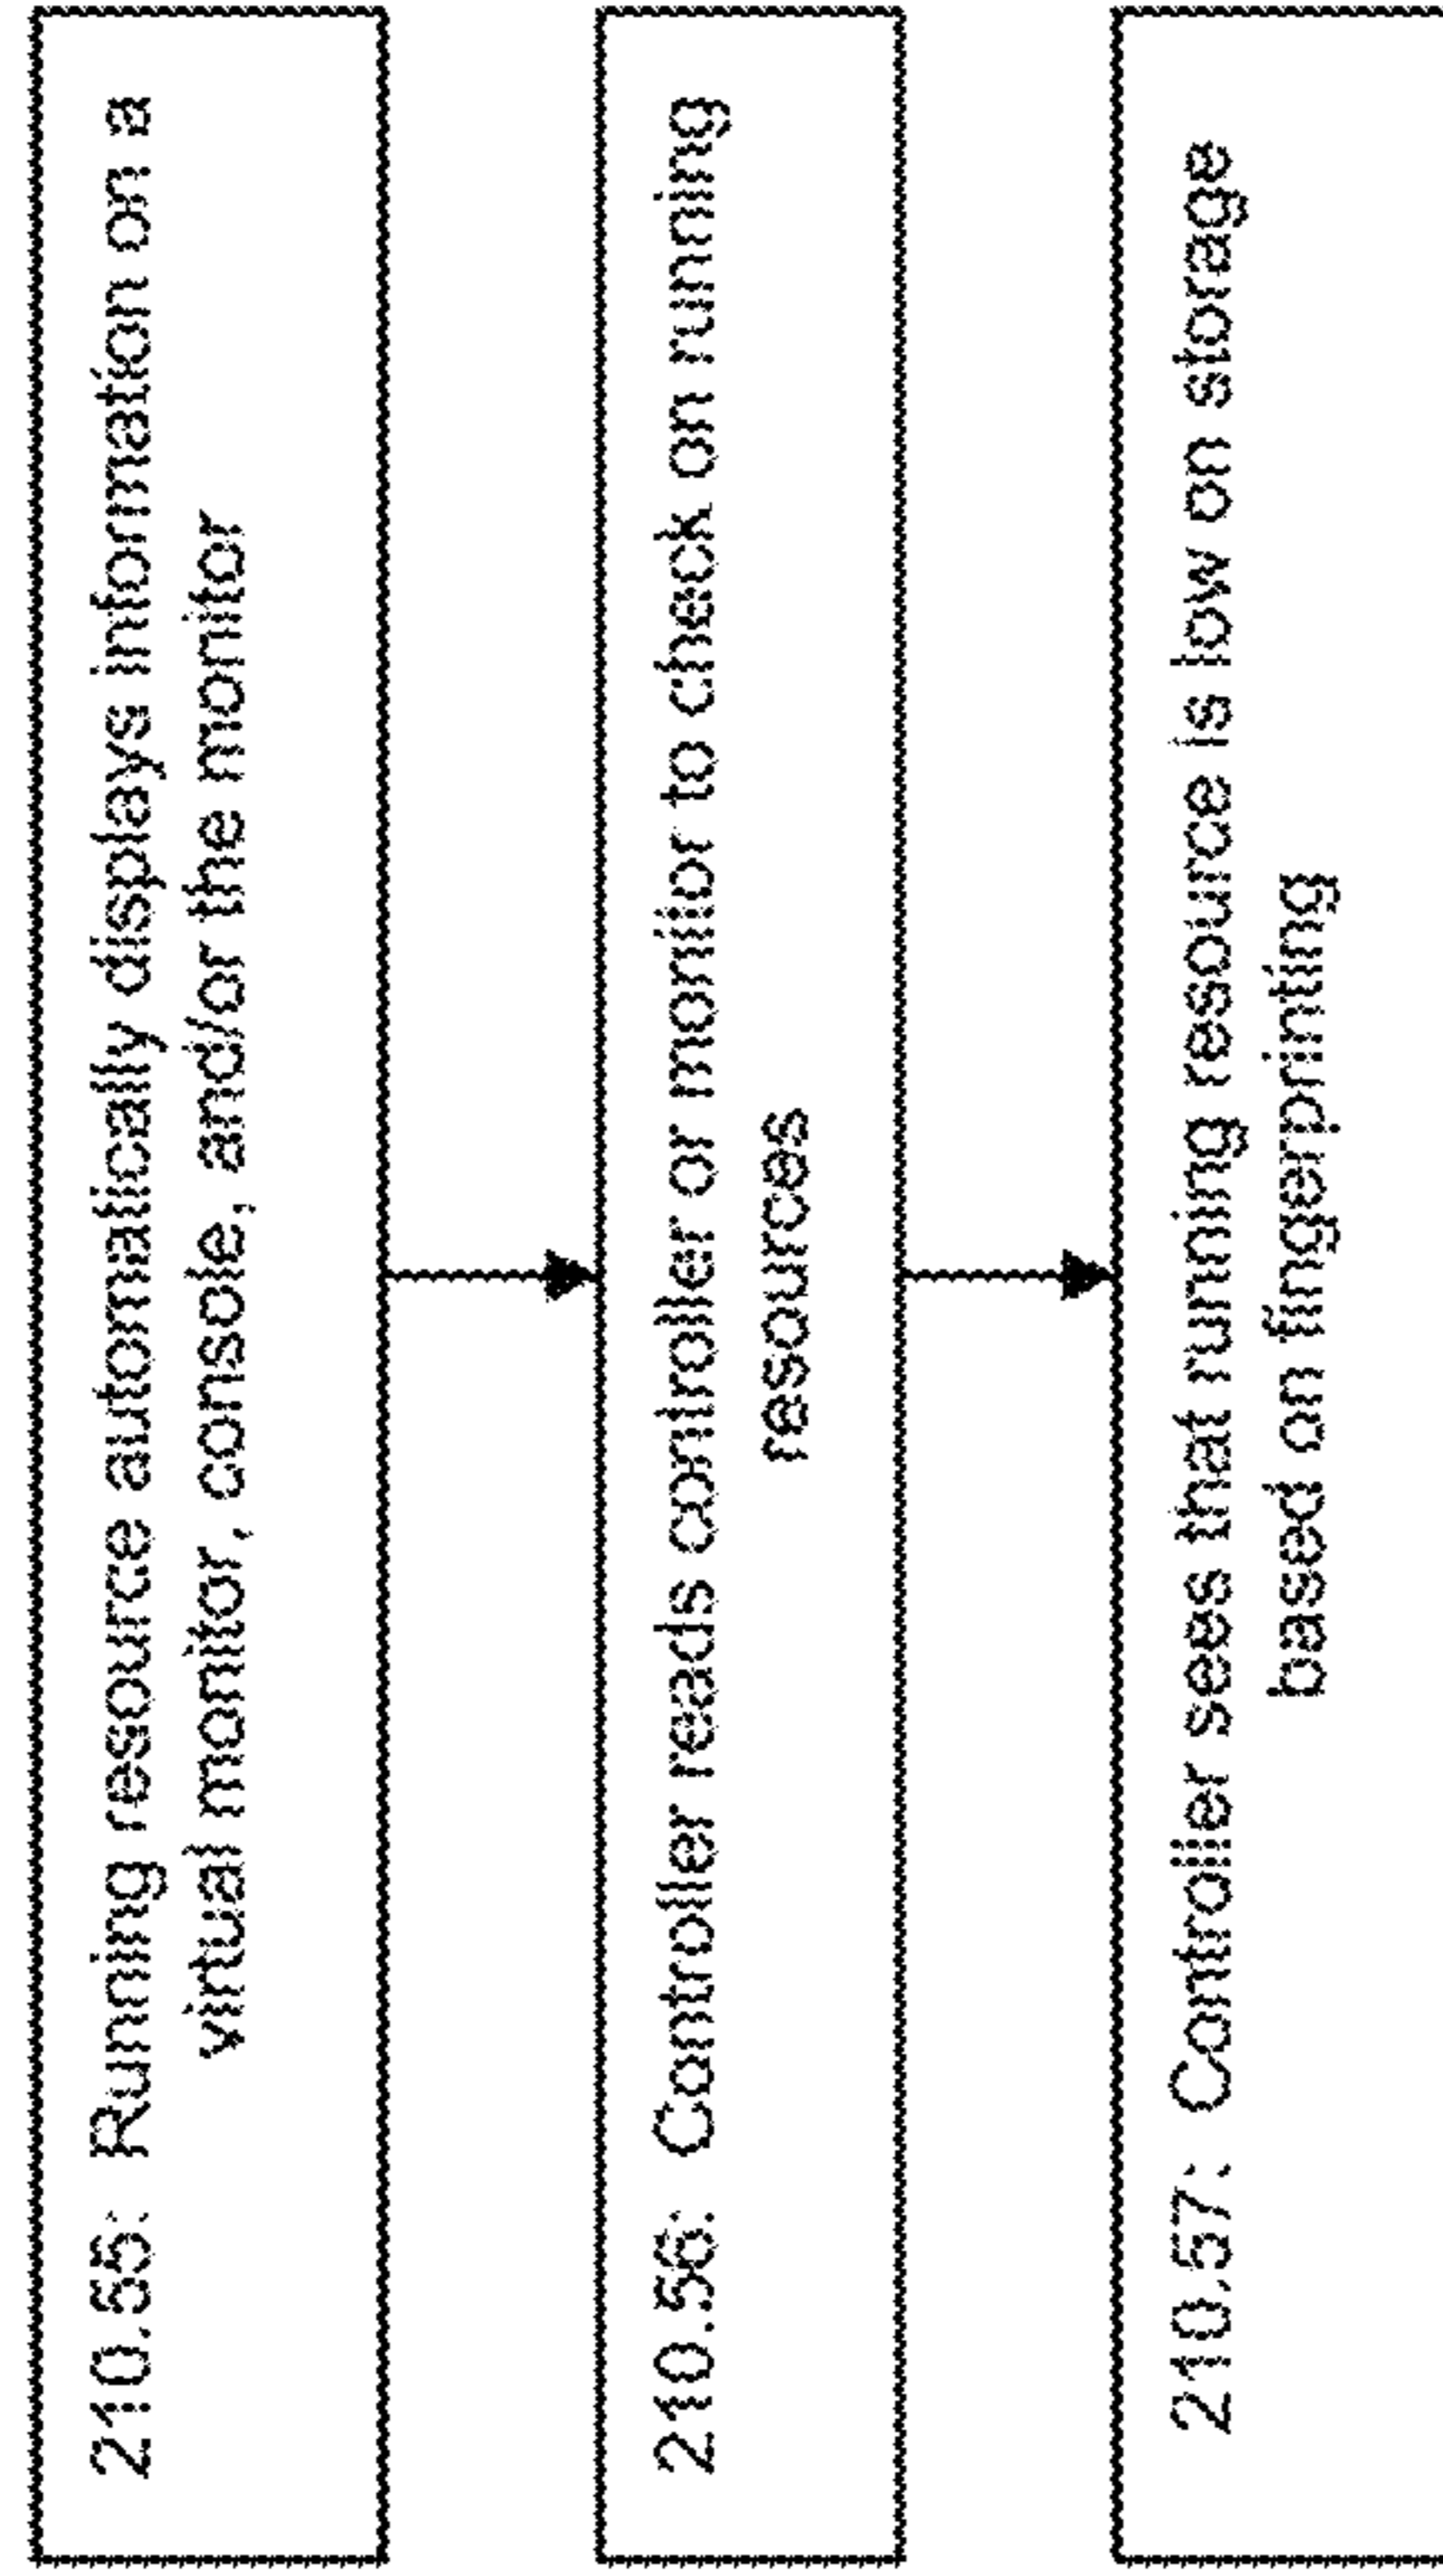 210.55: Running resource automatically displays information on a
virtual monitor, console, and/or the monitor
210.56: Controller reads controller or monitor to check on running
resources
210.57: Controller sees that running resource is low on storage
based on fingerprinting